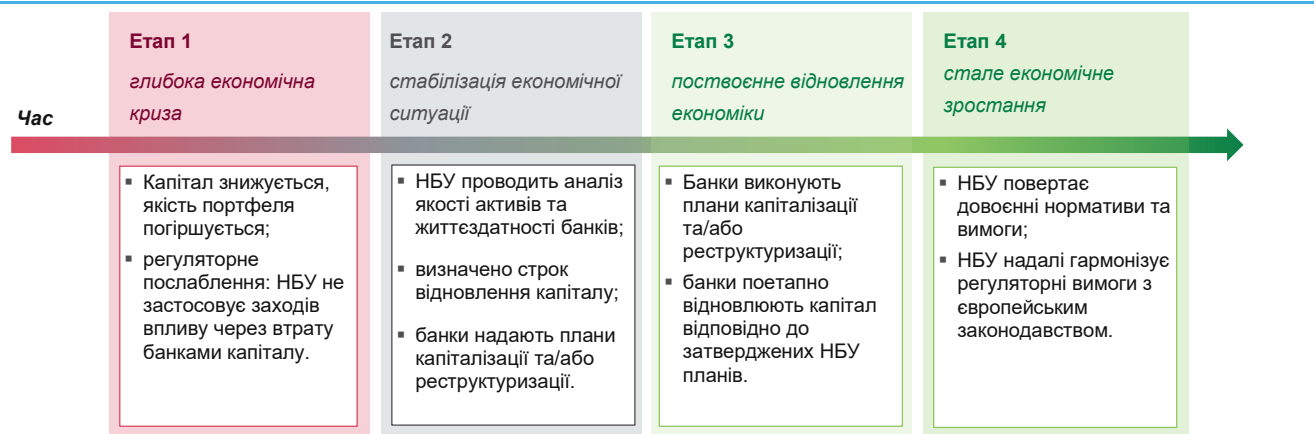 Час
Етап 1
глибока економічна
криза
▪ Капітал знижується,
якість портфеля
погіршується;
▪ регуляторне
послаблення: НБУ не
застосовує заходів
впливу через втрату
банками капіталу.
Етап 2
стабілізація економічної
ситуації
▪ НБУ проводить аналіз
якості активів та
життєздатності банків;
▪ визначено строк
відновлення капіталу;
▪ банки надають плани
капіталізації та/або
реструктуризації.
Етап 3
поствоєнне відновлення
економіки
▪ Банки виконують
плани капіталізації
та/або
реструктуризації;
▪ банки поетапно
відновлюють капітал
відповідно до
затверджених НБУ
планів.
Етап 4
стале економічне
зростання
▪ НБУ повертає
довоєнні нормативи та
вимоги;
▪ НБУ надалі гармонізує
регуляторні вимоги з
європейським
законодавством.